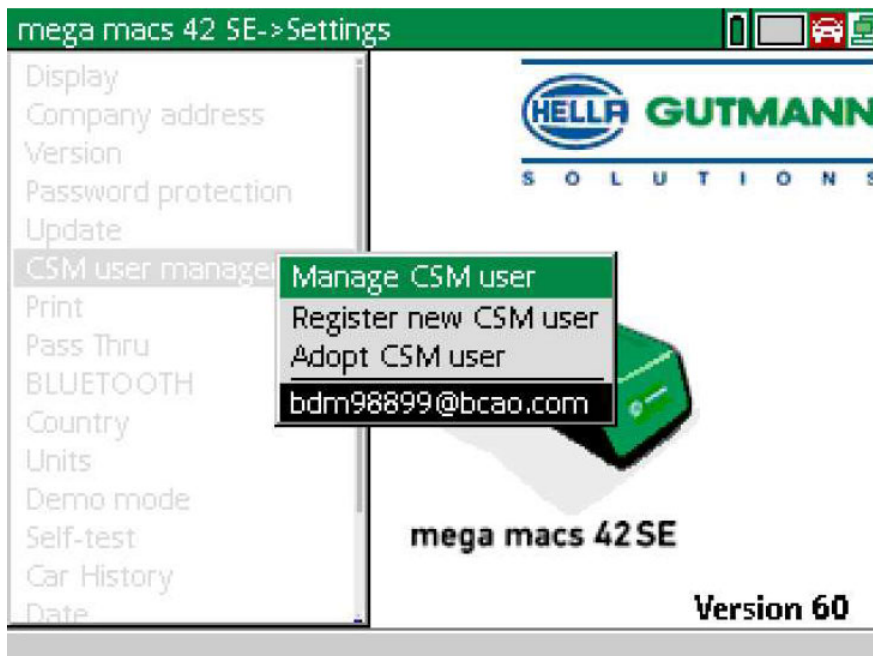 mega macs 42 SE->Settings
Display
Company address
Version
Password protection
Update
CSM user manage
Print
Pass Thru
BLUETOOTH
Country
Units
Demo mode
Self-test
Car History
Date
Manage CSM user
Register new CSM user
Adopt CSM user
bdm98899@bcao.com
HELLA GUTMANN
SOLUTIONS
mega macs 42SE
Version 60